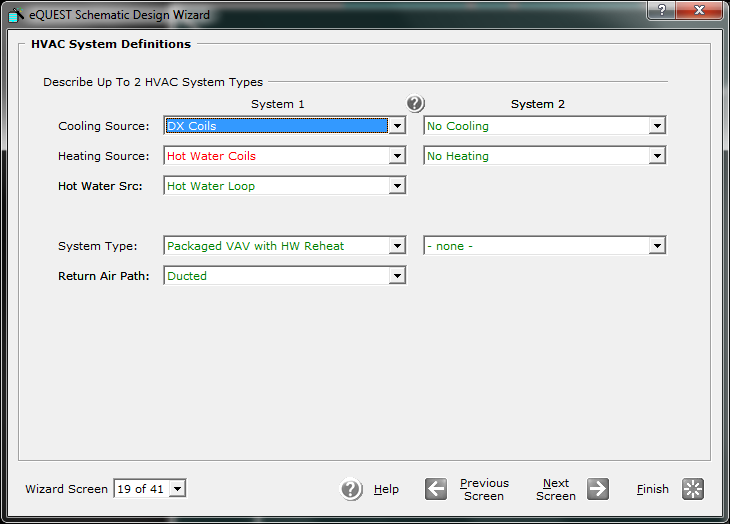 eQUEST Schematic Design Wizard
HVAC System Definitions
Describe Up To 2 HVAC System Types
System 1 ? System 2
Cooling Source: DX Coils No Cooling
Heating Source: Hot Water Coils No Heating
Hot Water Src: Hot Water Loop
System Type: Packaged VAV with HW Reheat - none -
Return Air Path: Ducted
Wizard Screen 19 of 41 ? Help Previous Screen Next Screen Finish